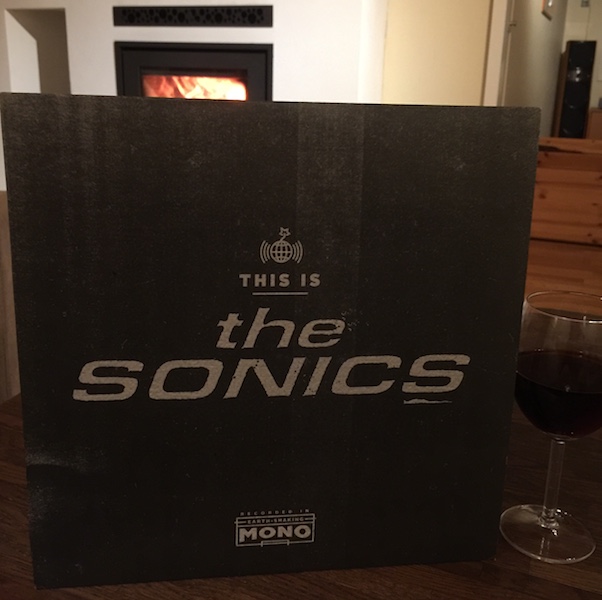 THIS IS
the
SONICS
RECORDED IN
EARTH-SHAKING
MONO